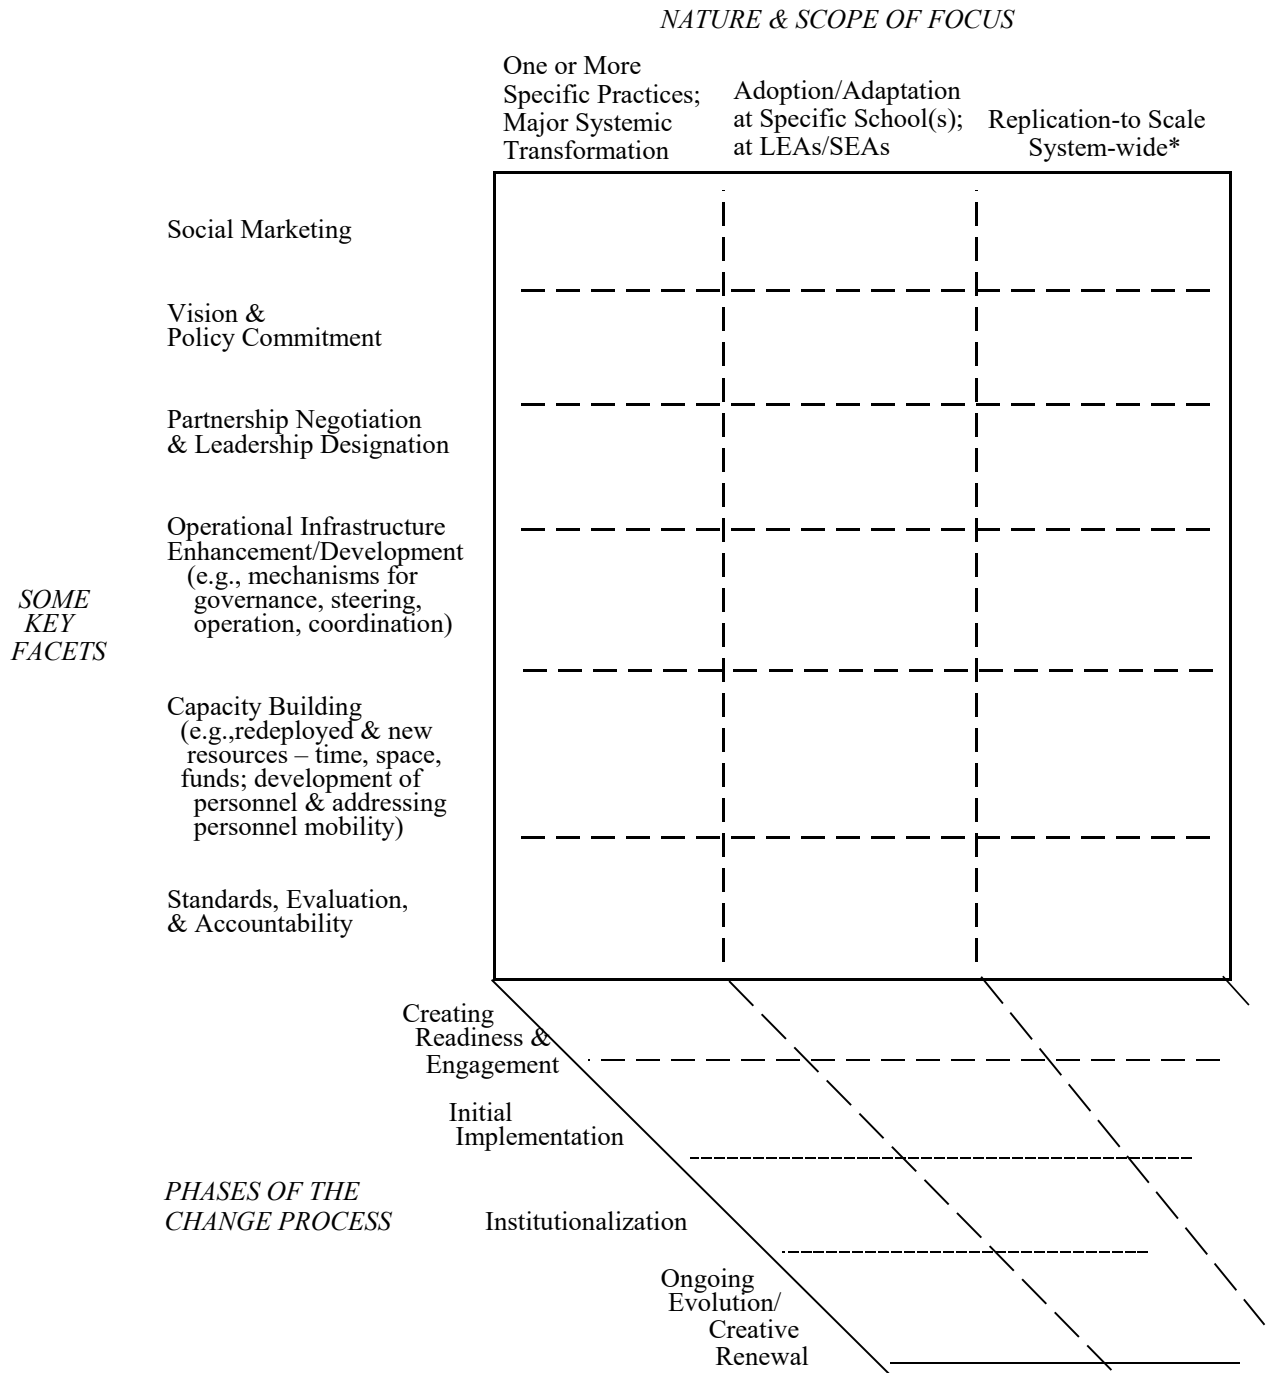 NATURE & SCOPE OF FOCUS
One or More
Specific Practices;
Major Systemic
Transformation
Adoption/Adaptation
at Specific School(s);
at LEAs/SEAs
Replication-to Scale
System-wide*
Social Marketing
Vision &
Policy Commitment
Partnership Negotiation
& Leadership Designation
Operational Infrastructure
Enhancement/Development
(e.g., mechanisms for
governance, steering,
operation, coordination)
SOME
KEY
FACETS
Capacity Building
(e.g.,redeployed & new
resources – time, space,
funds; development of
personnel & addressing
personnel mobility)
Standards, Evaluation,
& Accountability
Creating
Readiness &
Engagement
Initial
Implementation
PHASES OF THE
CHANGE PROCESS
Institutionalization
Ongoing
Evolution/
Creative
Renewal